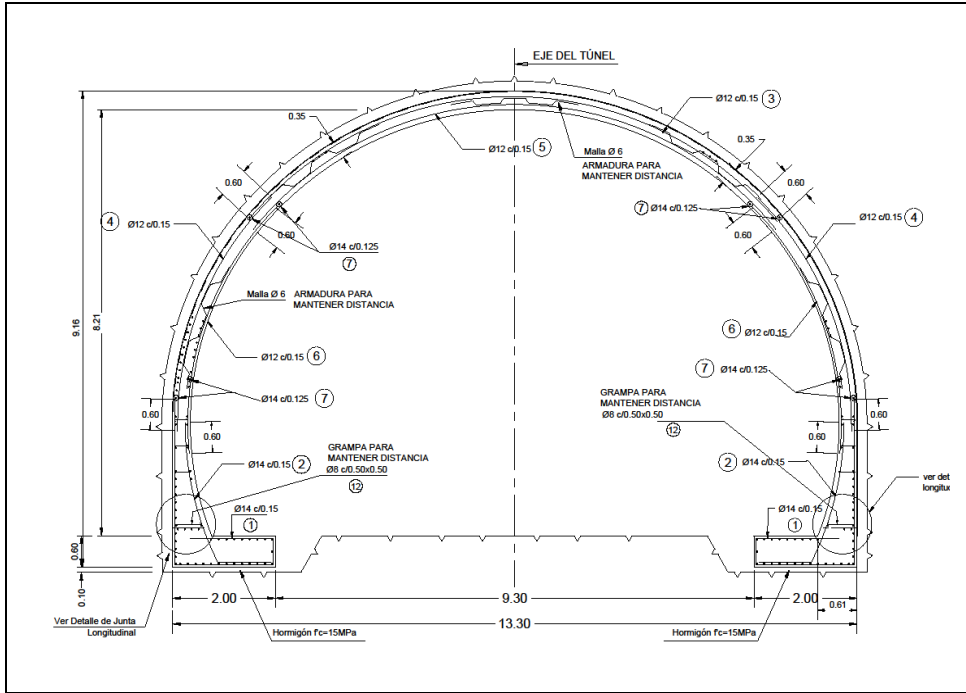 EJE DEL TÚNEL
Ø12 c/0.15 3
0.35
0.35
Ø12 c/0.15 5
Malla Ø 6
ARMADURA PARA
MANTENER DISTANCIA
0.60
0.60
4 Ø12 c/0.15
Ø14 c/0.125
7
0.60
7 Ø14 c/0.125
0.60
Ø12 c/0.15 4
Malla Ø 6 ARMADURA PARA
MANTENER DISTANCIA
9.16
8.21
Ø12 c/0.15 6
6
Ø12 c/0.15
Ø14 c/0.125 7
7
Ø14 c/0.125
0.60
0.60
GRAMPA PARA
MANTENER DISTANCIA
Ø8 c/0.50x0.50
12
0.60
0.60
GRAMPA PARA
MANTENER DISTANCIA
Ø8 c/0.50x0.50
12
Ø14 c/0.15 2
2 Ø14 c/0.15
ver det
longituc
Ø14 c/0.15
1
Ø14 c/0.15
1
0.60
0.10
2.00
9.30
2.00
0.61
13.30
Ver Detalle de Junta
Longitudinal
Hormigón f'c=15MPa
Hormigón f'c=15MPa